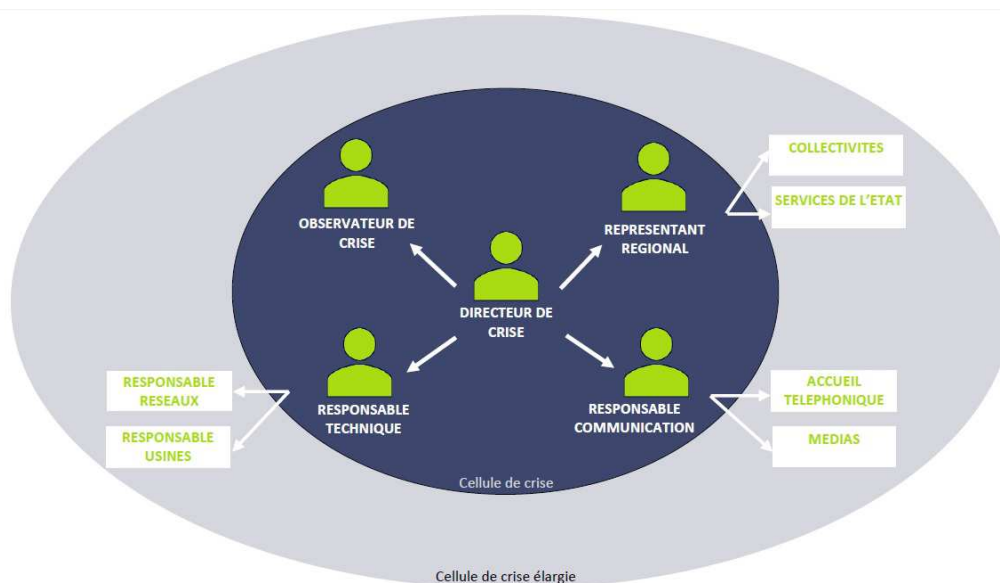 COLLECTIVITES
SERVICES DE L'ETAT
OBSERVATEUR DE
CRISE
REPRESENTANT
REGIONAL
DIRECTEUR DE
CRISE
RESPONSABLE
RESEAUX
RESPONSABLE
USINES
RESPONSABLE
TECHNIQUE
RESPONSABLE
COMMUNICATION
ACCUEIL
TELEPHONIQUE
MEDIAS
Cellule de crise
Cellule de crise élargie